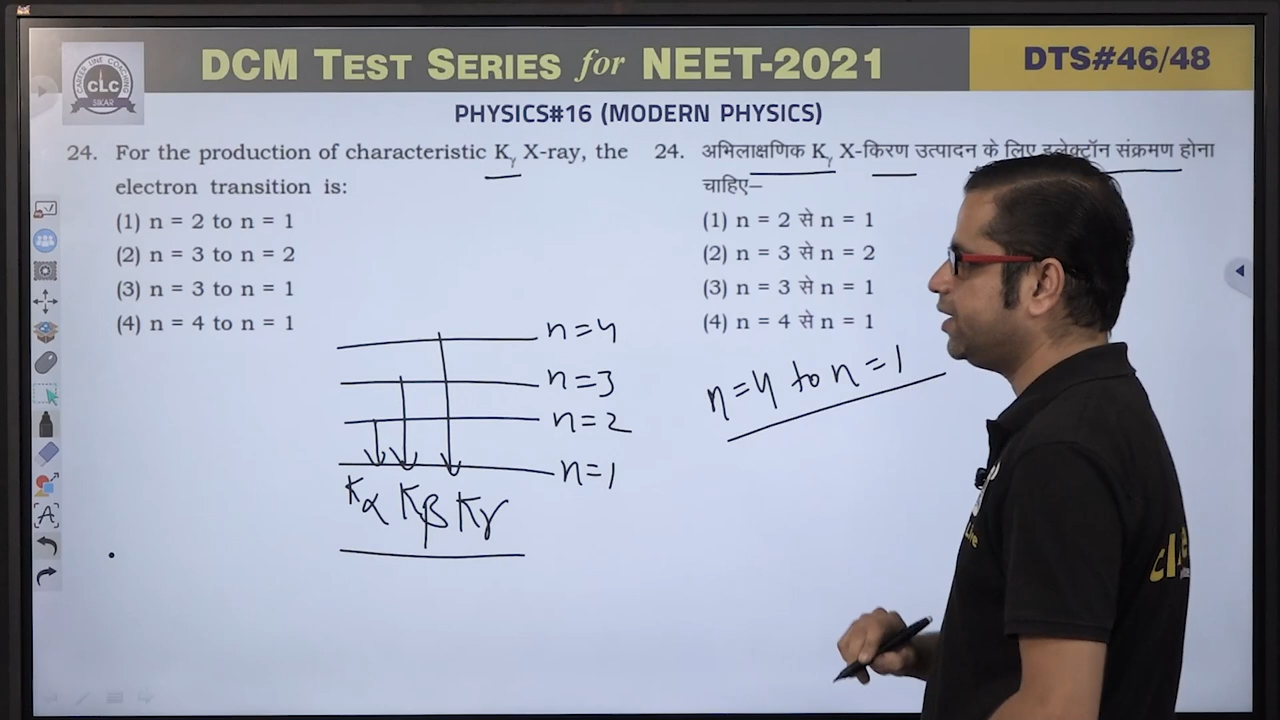 DCM TEST SERIES for NEET-2021
DTS#46/48
CAREER LINE COACHING
CLC
SIKAR
PHYSICS#16 (MODERN PHYSICS)
24. For the production of characteristic Kγ X-ray, the
electron transition is:
(1) n = 2 to n = 1
(2) n = 3 to n = 2
(3) n = 3 to n = 1
(4) n = 4 to n = 1
24. अभिलाक्षणिक Kγ X-किरण उत्पादन के लिए इलेक्ट्रॉन संक्रमण होना
चाहिए–
(1) n = 2 से n = 1
(2) n = 3 से n = 2
(3) n = 3 से n = 1
(4) n = 4 से n = 1
n=4
n=3
n=2
n=1
Kα Kβ Kγ
n=4 to n=1